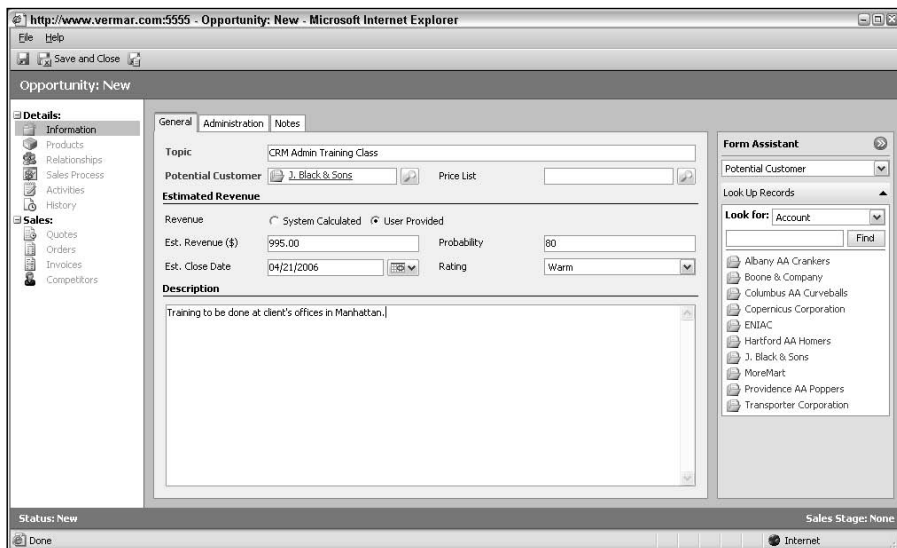 http://www.vermar.com:5555 - Opportunity: New - Microsoft Internet Explorer
File Help
Save and Close
Opportunity: New
Details:
Information
Products
Relationships
Sales Process
Activities
History
Sales:
Quotes
Orders
Invoices
Competitors
General Administration Notes
Topic CRM Admin Training Class
Potential Customer J. Black & Sons Price List
Estimated Revenue
Revenue System Calculated User Provided
Est. Revenue ($) 995.00 Probability 80
Est. Close Date 04/21/2006 Rating Warm
Description
Training to be done at client's offices in Manhattan.
Form Assistant
Potential Customer
Look Up Records
Look for: Account
Find
Albany AA Crankers
Boone & Company
Columbus AA Curveballs
Copernicus Corporation
ENIAC
Hartford AA Homers
J. Black & Sons
MoreMart
Providence AA Poppers
Transporter Corporation
Status: New Sales Stage: None
Done Internet